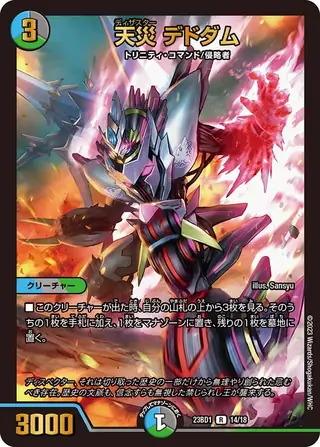 3
ディザスター
天災 デドダム
トリニティ・コマンド/侵略者
クリーチャー
illus. Sansyu
■このクリーチャーが出た時、自分の山札の上から3枚を見る。そのう
ちの1枚を手札に加え、1枚をマナゾーンに置き、残りの1枚を墓地に
置く。
ディスペクター、それは切り取った歴史の一部だけから無理やり創られた忌む
べき存在。歴史の文献も、信念すらも無視した禁じられし王が襲来する。
3000
1
23BD1 R 14/18
©2023 Wizards/Shogakukan/WHC